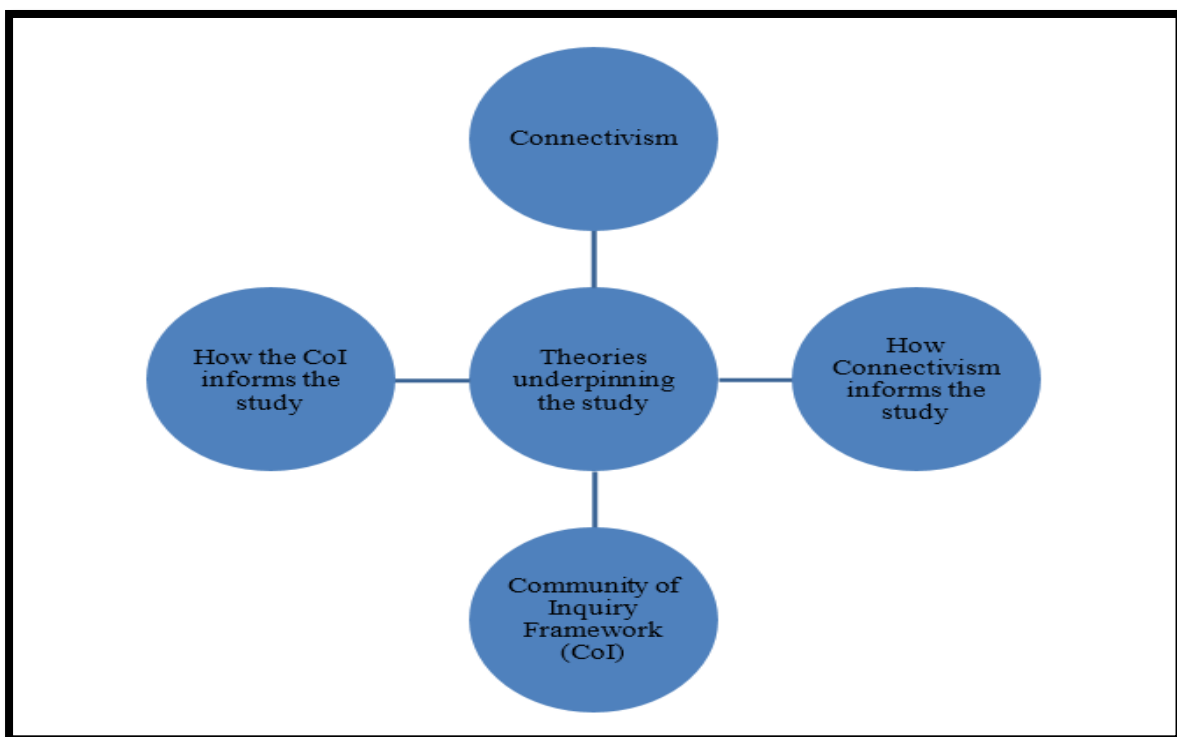 Connectivism
How the CoI
informs the
study
Theories
underpinning
the study
How
Connectivism
informs the
study
Community of
Inquiry
Framework
(CoI)